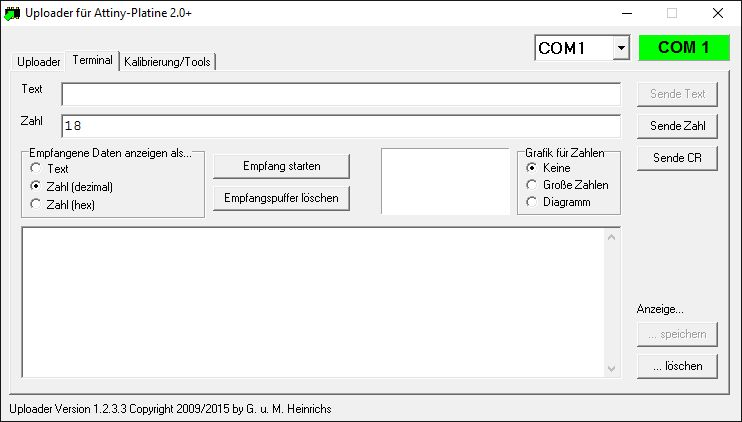 Uploader für Attiny-Platine 2.0+
COM1
COM 1
Uploader
Terminal
Kalibrierung/Tools
Text
Sende Text
Zahl
18
Sende Zahl
Sende CR
Empfangene Daten anzeigen als...
Text
Zahl (dezimal)
Zahl (hex)
Empfang starten
Empfangspuffer löschen
Grafik für Zahlen
Keine
Große Zahlen
Diagramm
Anzeige...
... speichern
... löschen
Uploader Version 1.2.3.3 Copyright 2009/2015 by G. u. M. Heinrichs